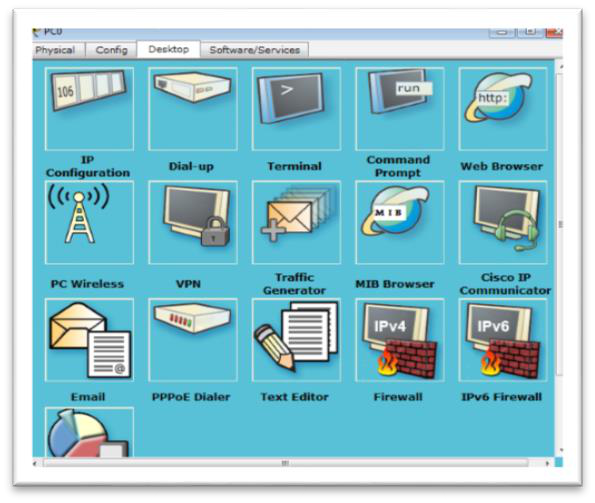 PC0
Physical Config Desktop Software/Services
106
>
run
http:
IP
Configuration
Dial-up
Terminal
Command
Prompt
Web Browser
MIB
PC Wireless
VPN
Traffic
Generator
MIB Browser
Cisco IP
Communicator
@
IPv4
IPv6
Email
PPPoE Dialer
Text Editor
Firewall
IPv6 Firewall